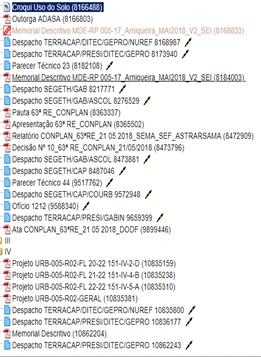 Croqui Uso do Solo (8166488)
Outorga ADASA (8166803)
Memorial Descritivo MDE-RP 005-17_Arniqueira_MAI2018_V2_SEI (8168833)
Despacho TERRACAP/DITEC/GEPRO/NUREF 8168987
Despacho TERRACAP/PRESI/DITEC/GEPRO 8173940
Parecer Técnico 23 (8182108)
Memorial Descritivo MDE-RP 005-17_Arniqueira_MAI2018_V2_SEI (8184003)
Despacho SEGETH/GAB 8217771
Despacho SEGETH/GAB/ASCOL 8276529
Pauta 63ª RE_CONPLAN (8363337)
Apresentação 63ª RE_CONPLAN (8365502)
Relatório CONPLAN_63ªRE_21 05 2018_SEMA_SEF_ASTRARSAMA (8472909)
Decisão Nº 10_63ª RE_CONPLAN_21/05/2018 (8473796)
Despacho SEGETH/GAB/ASCOL 8473881
Despacho SEGETH/CAP 8487046
Parecer Técnico 44 (9517762)
Despacho SEGETH/CAP/COURB 9572948
Ofício 1212 (9588340)
Despacho TERRACAP/PRESI/GABIN 9659399
Ata CONPLAN_63ªRE_21 05 2018_DODF (9899446)
III
IV
Projeto URB-005-R02-FL 20-22 151-IV-2-D (10835159)
Projeto URB-005-R02-FL 21-22 151-IV-4-B (10835238)
Projeto URB-005-R02-FL 22-22 151-IV-5-A (10835310)
Projeto URB-005-R02-GERAL (10835381)
Despacho TERRACAP/DITEC/GEPRO/NUREF 10835800
Despacho TERRACAP/PRESI/DITEC/GEPRO 10836177
Memorial Descritivo (10862204)
Despacho TERRACAP/PRESI/DITEC/GEPRO 10862243